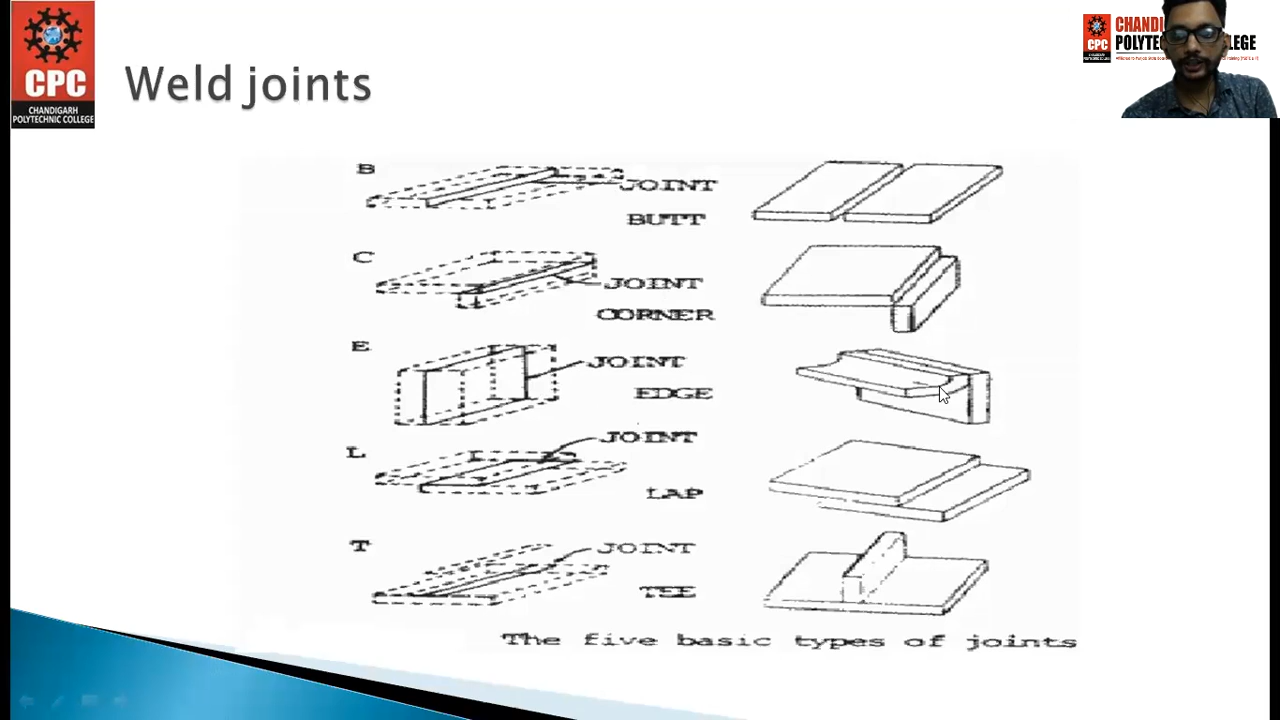 CPC
CHANDIGARH
POLYTECHNIC COLLEGE
Weld joints
B
JOINT
BUTT
C
JOINT
CORNER
E
JOINT
EDGE
L
JOINT
LAP
T
JOINT
TEE
The five basic types of joints
CPC